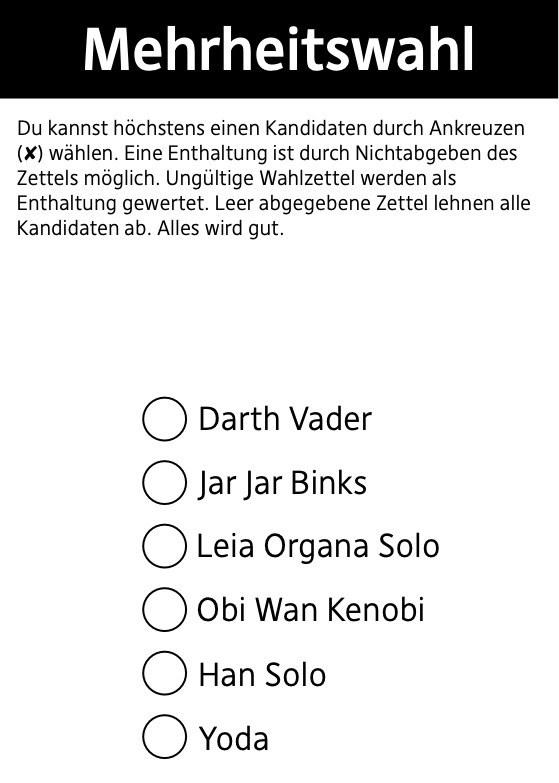 Mehrheitswahl
Du kannst höchstens einen Kandidaten durch Ankreuzen
(✘) wählen. Eine Enthaltung ist durch Nichtabgeben des
Zettels möglich. Ungültige Wahlzettel werden als
Enthaltung gewertet. Leer abgegebene Zettel lehnen alle
Kandidaten ab. Alles wird gut.
Darth Vader
Jar Jar Binks
Leia Organa Solo
Obi Wan Kenobi
Han Solo
Yoda